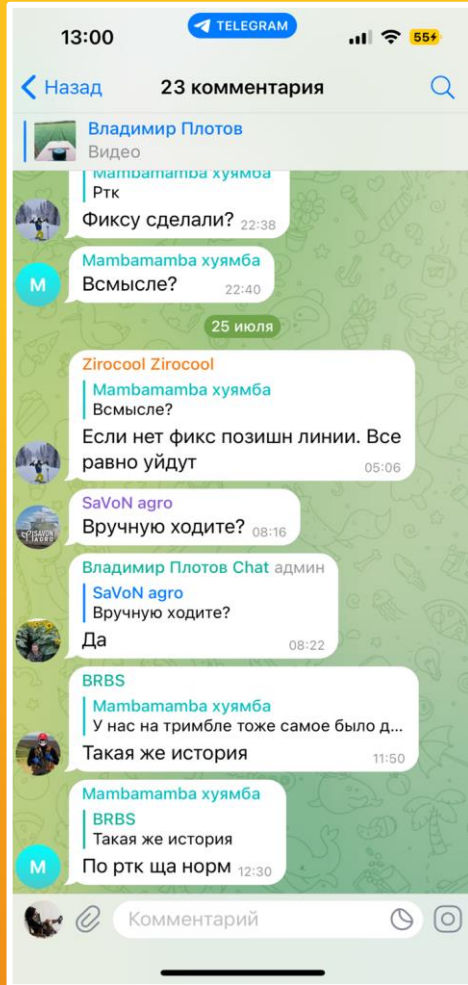 13:00
TELEGRAM
55
Назад
23 комментария
Владимир Плотов
Видео
Mambamamba хуямба
Ртк
Фиксу сделали? 22:38
Mambamamba хуямба
М
Всмысле? 22:40
25 июля
Zirocool Zirocool
Mambamamba хуямба
Всмысле?
Если нет фикс позишн линии. Все
равно уйдут 05:06
SaVoN agro
SAVON
AGRO
Вручную ходите? 08:16
Владимир Плотов Chat админ
SaVoN agro
Вручную ходите?
Да 08:22
BRBS
Mambamamba хуямба
У нас на тримбле тоже самое было д...
Такая же история 11:50
Mambamamba хуямба
BRBS
Такая же история
М
По ртк ща норм 12:30
Комментарий